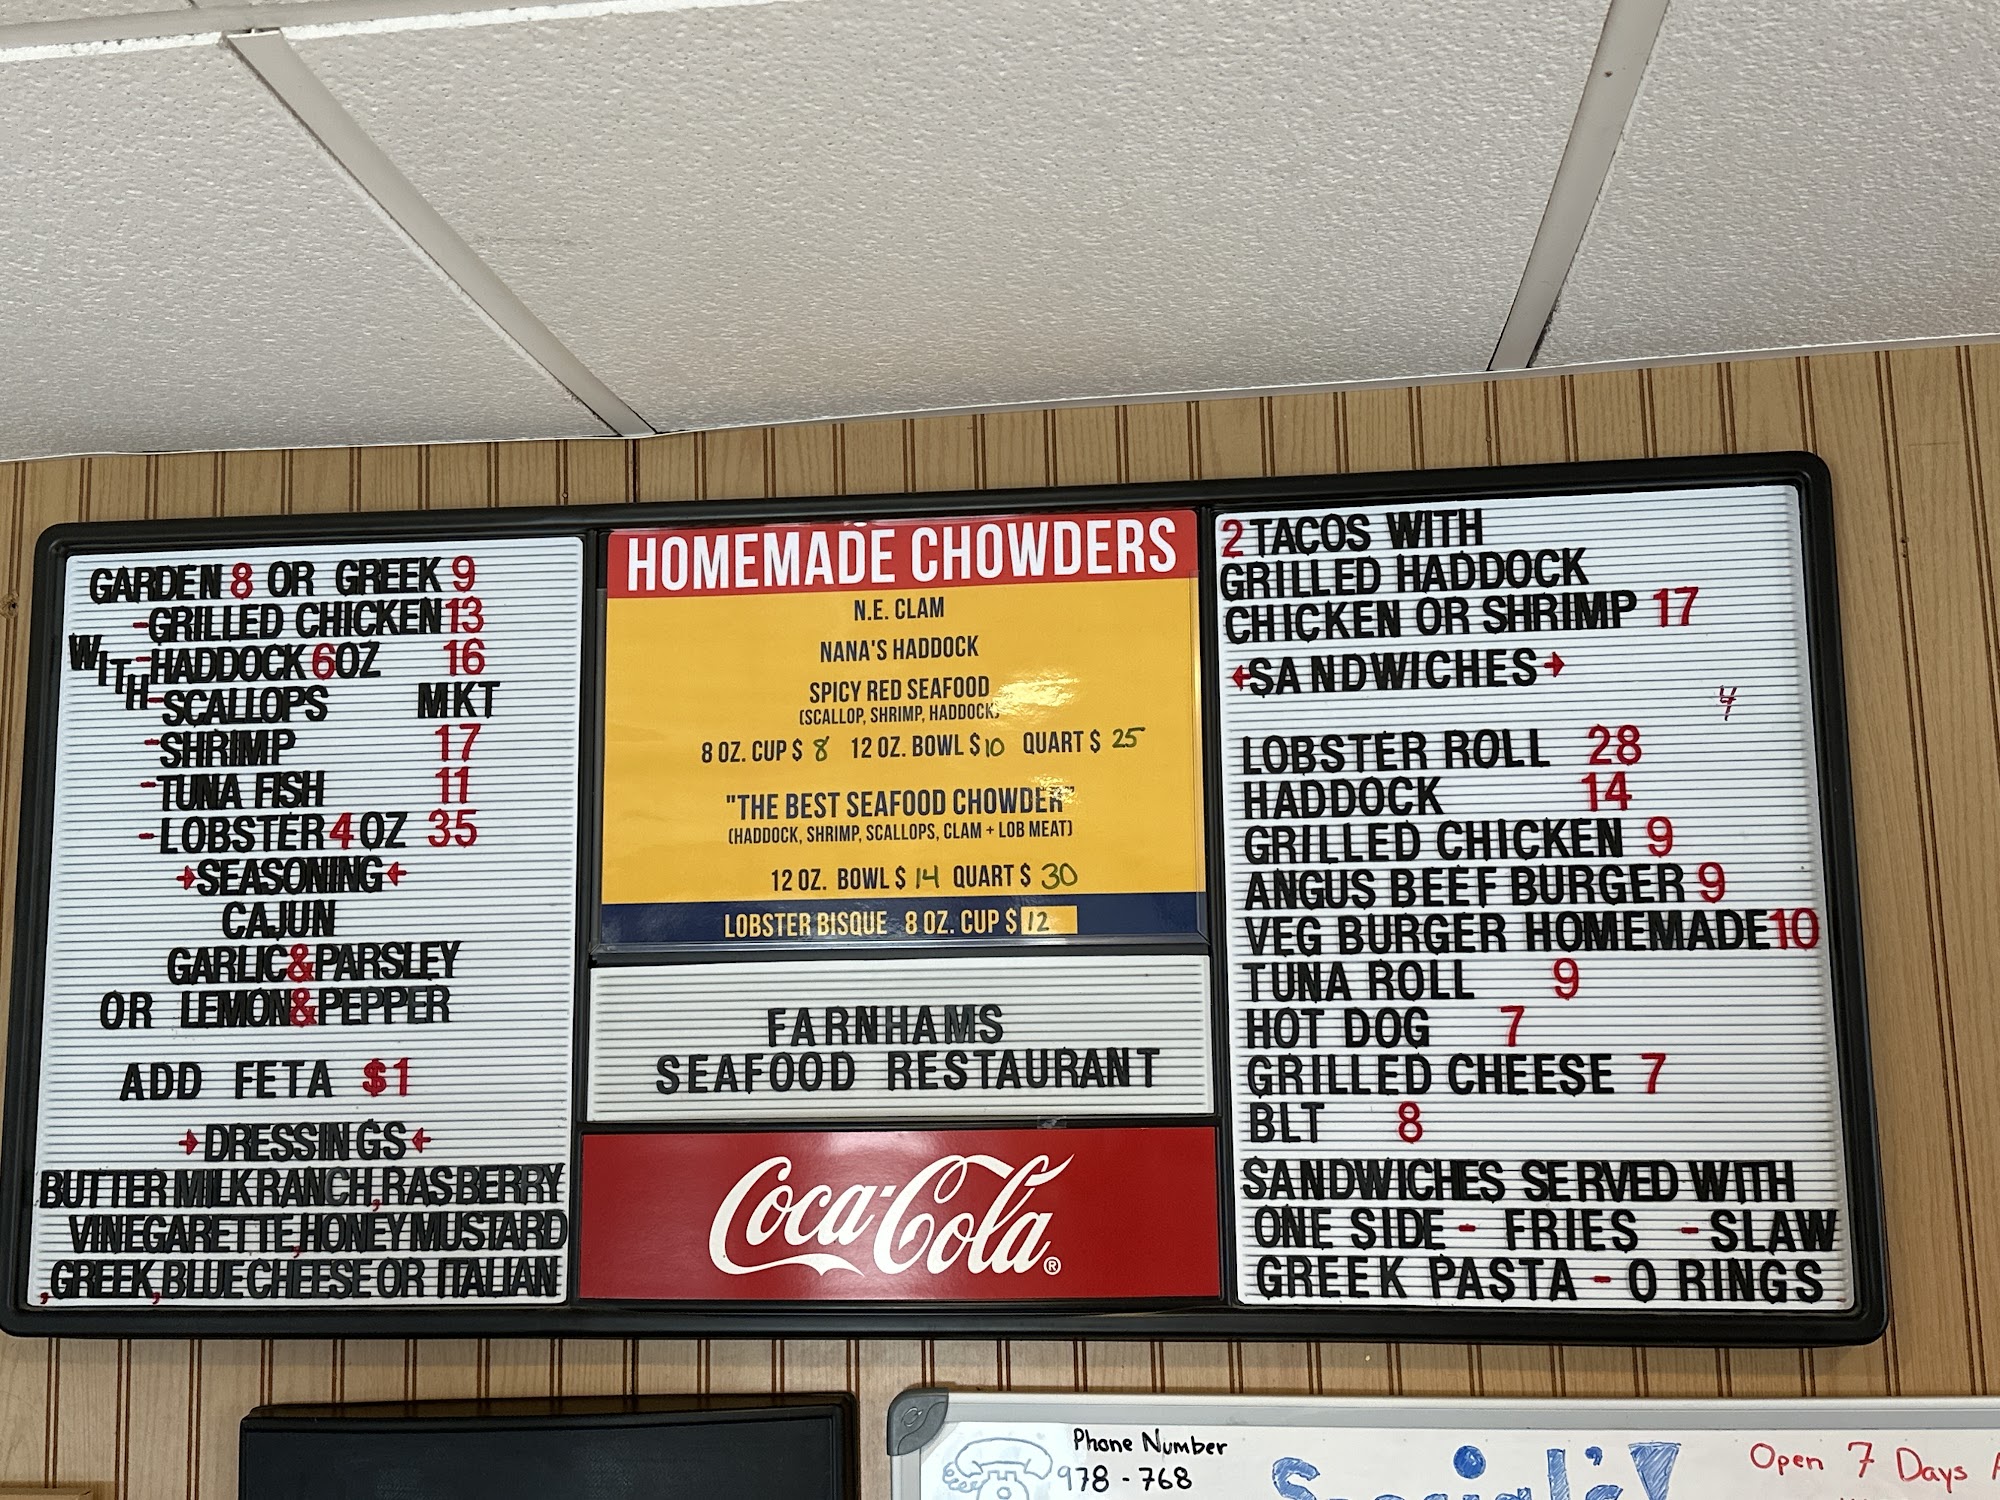 GARDEN 8 OR GREEK 9
WITH
-GRILLED CHICKEN 13
-HADDOCK 6OZ 16
-SCALLOPS MKT
-SHRIMP 17
-TUNA FISH 11
-LOBSTER 4 OZ 35
SEASONING
CAJUN
GARLIC&PARSLEY
OR LEMON&PEPPER
ADD FETA $1
DRESSINGS
BUTTERMILK RANCH, RASBERRY
VINEGARETTE, HONEY MUSTARD
,GREEK, BLUE CHEESE OR ITALIAN
HOMEMADE CHOWDERS
N.E. CLAM
NANA'S HADDOCK
SPICY RED SEAFOOD
(SCALLOP, SHRIMP, HADDOCK)
8 OZ. CUP $ 8 12 OZ. BOWL $ 10 QUART $ 25
"THE BEST SEAFOOD CHOWDER"
(HADDOCK, SHRIMP, SCALLOPS, CLAM + LOB MEAT)
12 OZ. BOWL $ 14 QUART $ 30
LOBSTER BISQUE 8 OZ. CUP $ 12
FARNHAMS
SEAFOOD RESTAURANT
Coca-Cola®
2 TACOS WITH
GRILLED HADDOCK
CHICKEN OR SHRIMP 17
SANDWICHES
4
LOBSTER ROLL 28
HADDOCK 14
GRILLED CHICKEN 9
ANGUS BEEF BURGER 9
VEG BURGER HOMEMADE 10
TUNA ROLL 9
HOT DOG 7
GRILLED CHEESE 7
BLT 8
SANDWICHES SERVED WITH
ONE SIDE - FRIES - SLAW
GREEK PASTA - O RINGS
Phone Number
978 - 768
Open 7 Days